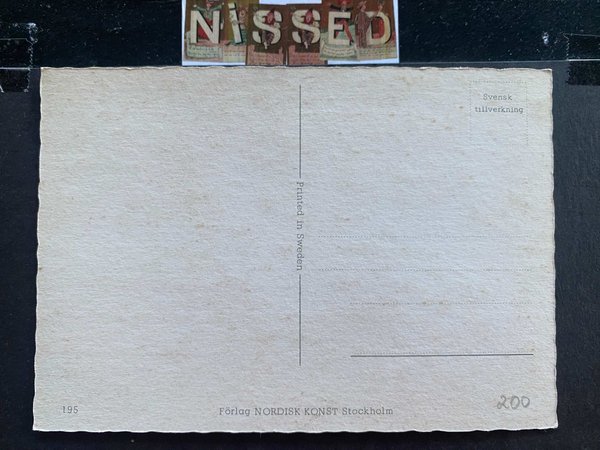 NiSSED
Svensk
tillverkning
Printed in Sweden
195
Förlag NORDISK KONST Stockholm
200